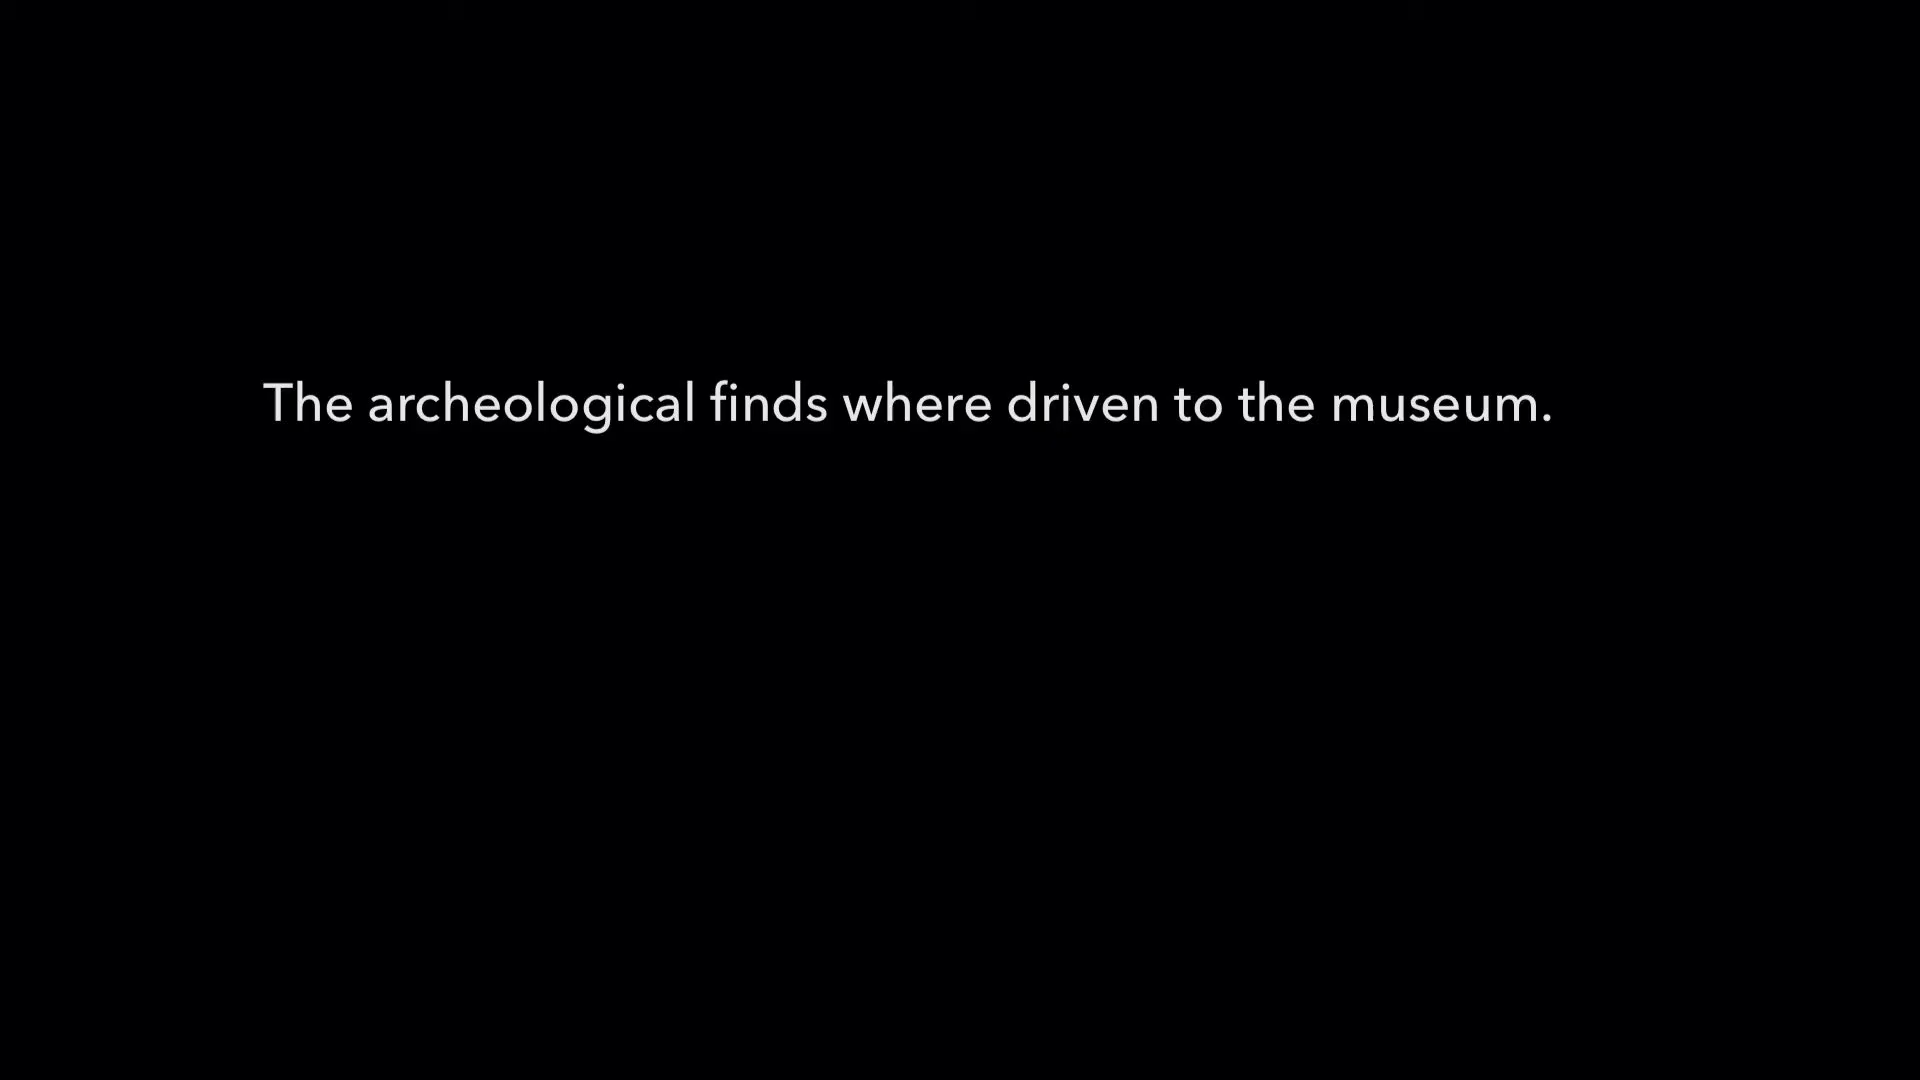 The archeological finds where driven to the museum.